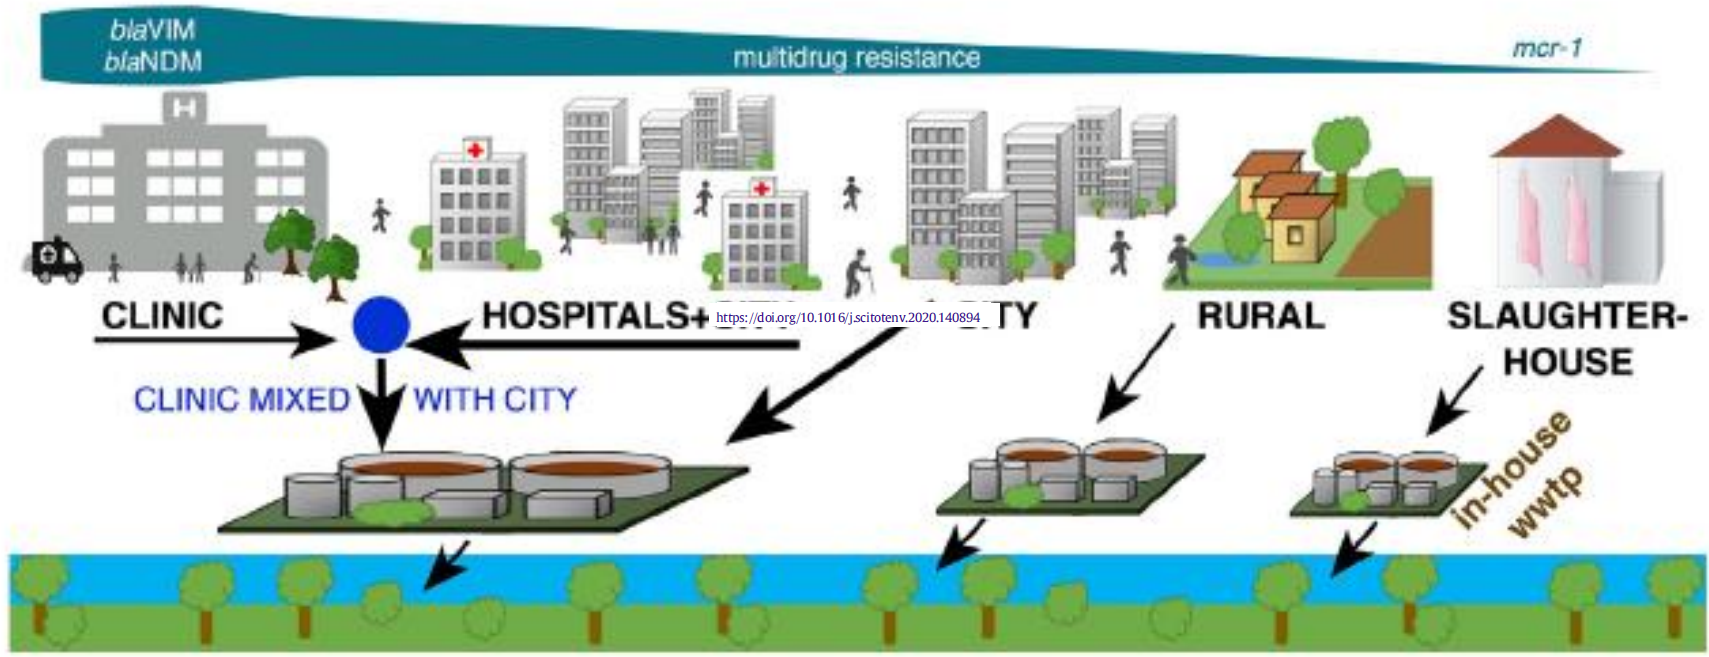 blaVIM
blaNDM
multidrug resistance
mcr-1
H
CLINIC
HOSPITALS+
https://doi.org/10.1016/j.scitotenv.2020.140894
CITY
RURAL
SLAUGHTER-
HOUSE
CLINIC MIXED
WITH CITY
in-house
wwtp